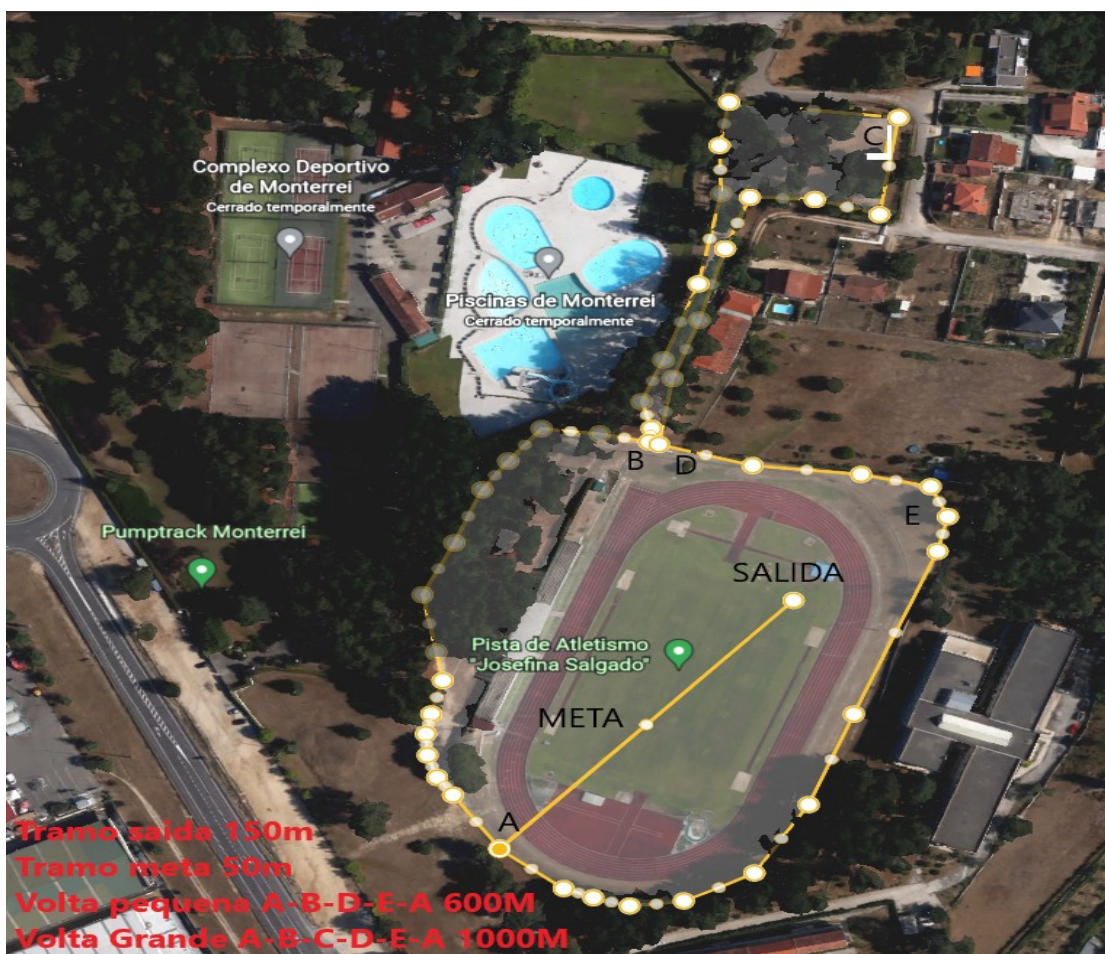 C
Complexo Deportivo
de Monterrei
Cerrado temporalmente
Piscinas de Monterrei
Cerrado temporalmente
B
D
E
Pumptrack Monterrei
SALIDA
Pista de Atletismo
"Josefina Salgado"
META
A
Tramo saida 150m
Tramo meta 50m
Volta pequena A-B-D-E-A 600M
Volta Grande A-B-C-D-E-A 1000M